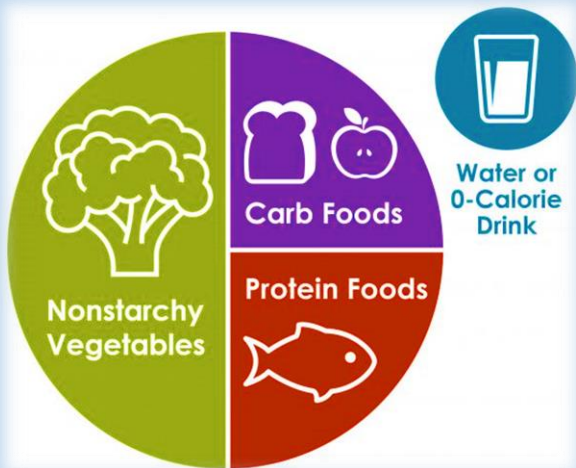 Nonstarchy
Vegetables
Carb Foods
Protein Foods
Water or
0-Calorie
Drink